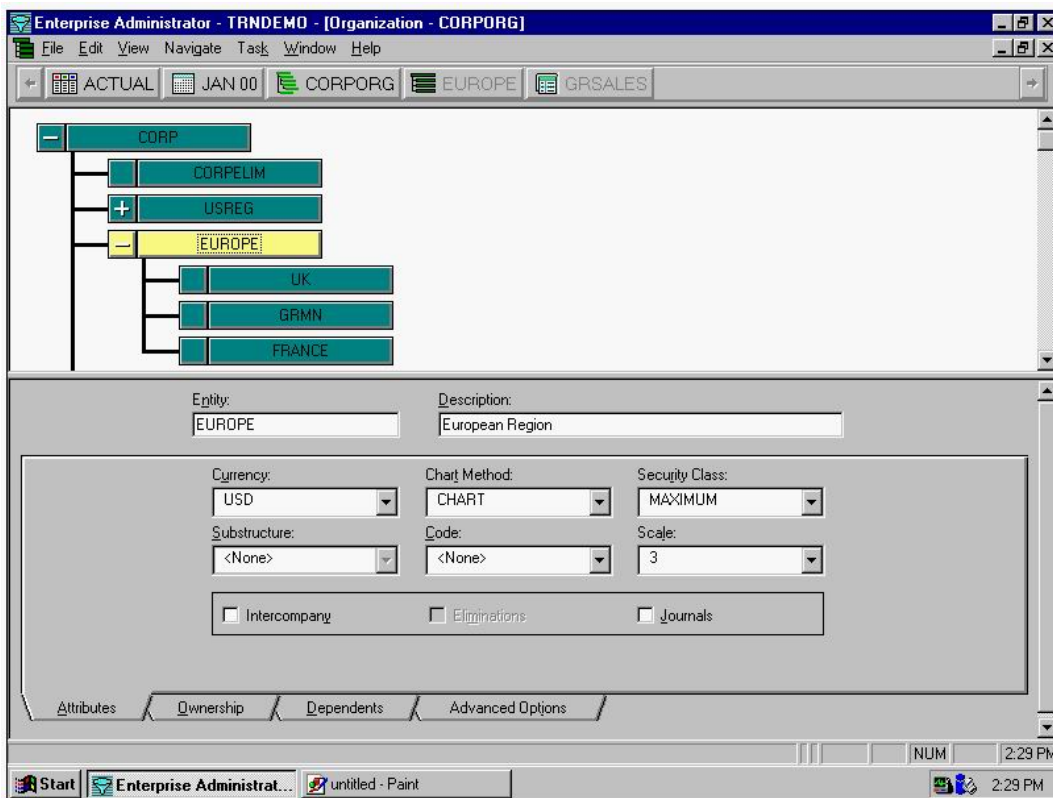 Enterprise Administrator - TRNDEMO - [Organization - CORPORG]
File Edit View Navigate Task Window Help
ACTUAL JAN 00 CORPORG EUROPE GRSALES
CORP
CORPELIM
USREG
EUROPE
UK
GRMN
FRANCE
Entity: Description:
EUROPE European Region
Currency: Chart Method: Security Class:
USD CHART MAXIMUM
Substructure: Code: Scale:
<None> <None> 3
Intercompany Eliminations Journals
Attributes Ownership Dependents Advanced Options
NUM 2:29 PM
Start Enterprise Administrat... untitled - Paint 2:29 PM